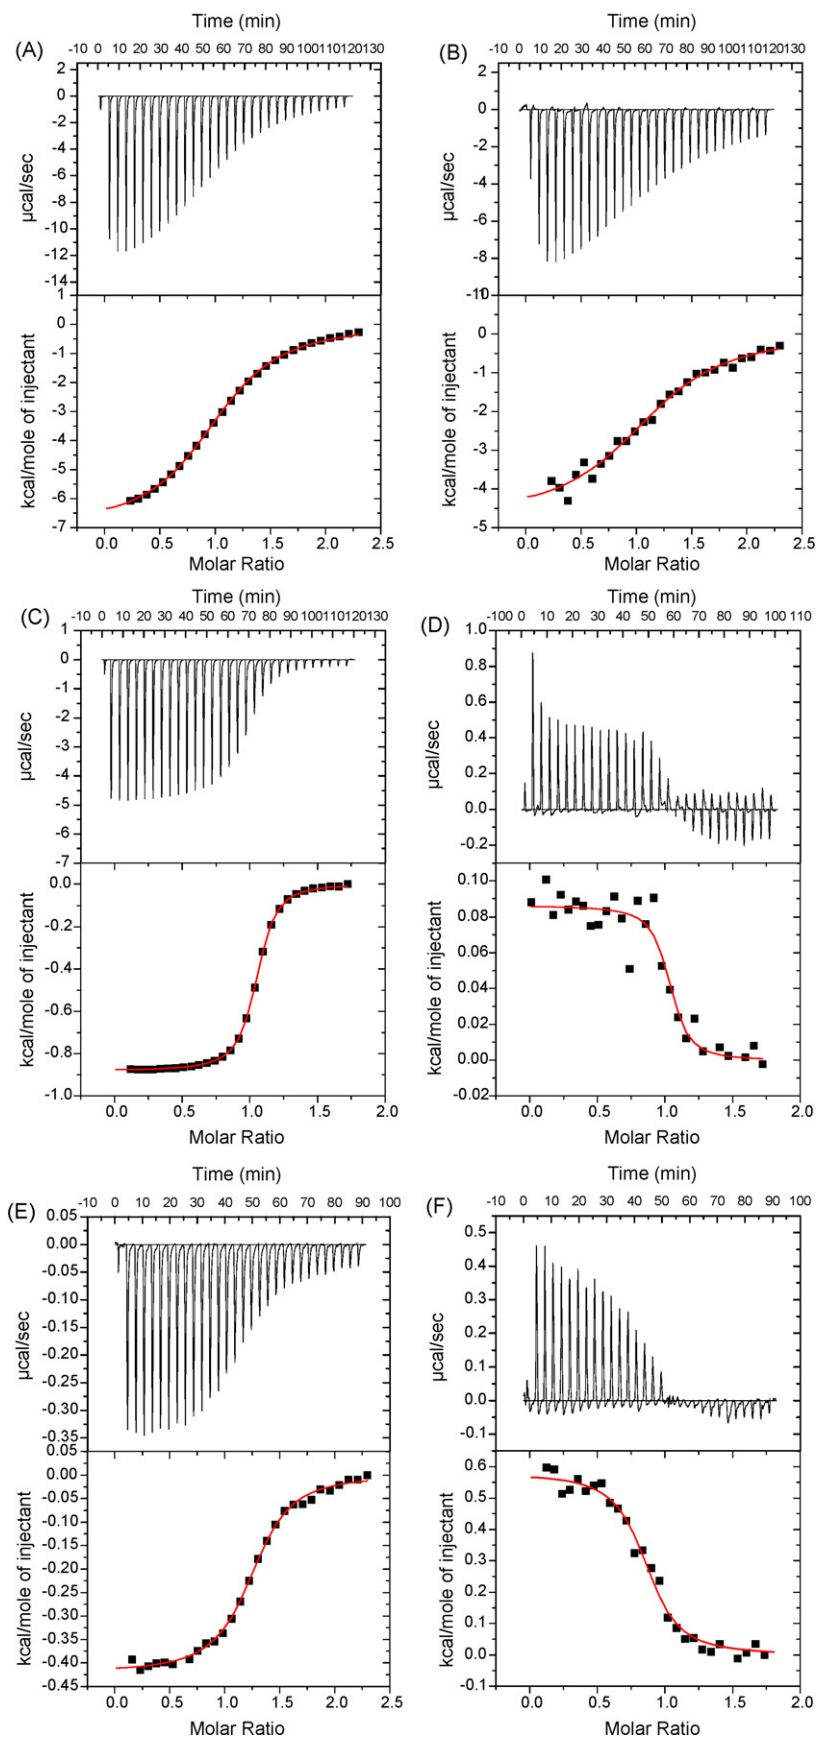 Time (min)
(A)
-10 0 10 20 30 40 50 60 70 80 90 100110120130
2
0
-2
-4
-6
-8
-10
-12
-14
µcal/sec
1
0
-1
-2
-3
-4
-5
-6
-7
kcal/mole of injectant
0.0 0.5 1.0 1.5 2.0 2.5
Molar Ratio
Time (min)
(B)
-10 0 10 20 30 40 50 60 70 80 90 100110120130
2
0
-2
-4
-6
-8
-10
µcal/sec
0
-1
-2
-3
-4
-5
kcal/mole of injectant
0.0 0.5 1.0 1.5 2.0 2.5
Molar Ratio
Time (min)
(C)
-10 0 10 20 30 40 50 60 70 80 90 100110120130
1
0
-1
-2
-3
-4
-5
-6
-7
µcal/sec
0.0
-0.2
-0.4
-0.6
-0.8
-1.0
kcal/mole of injectant
0.0 0.5 1.0 1.5 2.0
Molar Ratio
Time (min)
(D)
-100 0 10 20 30 40 50 60 70 80 90 100 110
1.0
0.8
0.6
0.4
0.2
0.0
-0.2
µcal/sec
0.10
0.08
0.06
0.04
0.02
0.00
-0.02
kcal/mole of injectant
0.0 0.5 1.0 1.5 2.0
Molar Ratio
Time (min)
(E)
-10 0 10 20 30 40 50 60 70 80 90 100
0.05
0.00
-0.05
-0.10
-0.15
-0.20
-0.25
-0.30
-0.35
µcal/sec
0.05
0.00
-0.05
-0.10
-0.15
-0.20
-0.25
-0.30
-0.35
-0.40
-0.45
kcal/mole of injectant
0.0 0.5 1.0 1.5 2.0 2.5
Molar Ratio
Time (min)
(F)
-10 0 10 20 30 40 50 60 70 80 90 100
0.5
0.4
0.3
0.2
0.1
0.0
-0.1
µcal/sec
0.6
0.5
0.4
0.3
0.2
0.1
0.0
-0.1
kcal/mole of injectant
0.0 0.5 1.0 1.5 2.0
Molar Ratio